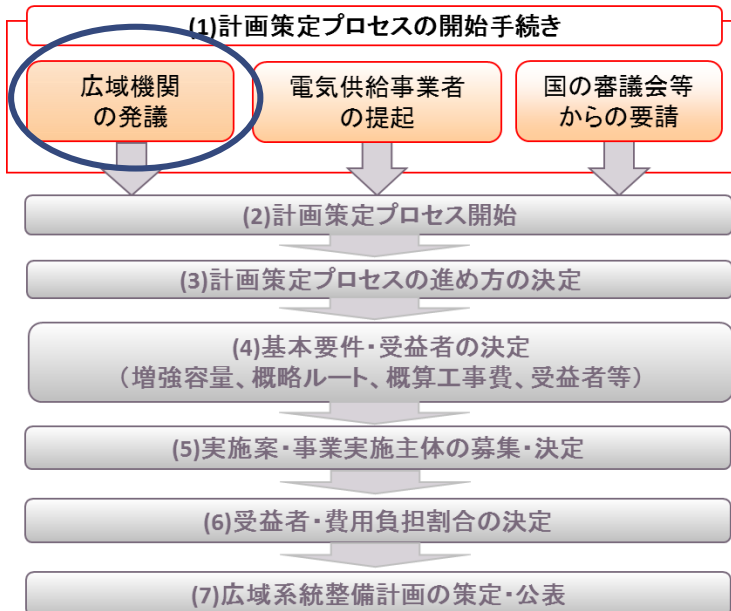 (1)計画策定プロセスの開始手続き
広域機関
の発議
電気供給事業者
の提起
国の審議会等
からの要請
(2)計画策定プロセス開始
(3)計画策定プロセスの進め方の決定
(4)基本要件・受益者の決定
（増強容量、概略ルート、概算工事費、受益者等）
(5)実施案・事業実施主体の募集・決定
(6)受益者・費用負担割合の決定
(7)広域系統整備計画の策定・公表